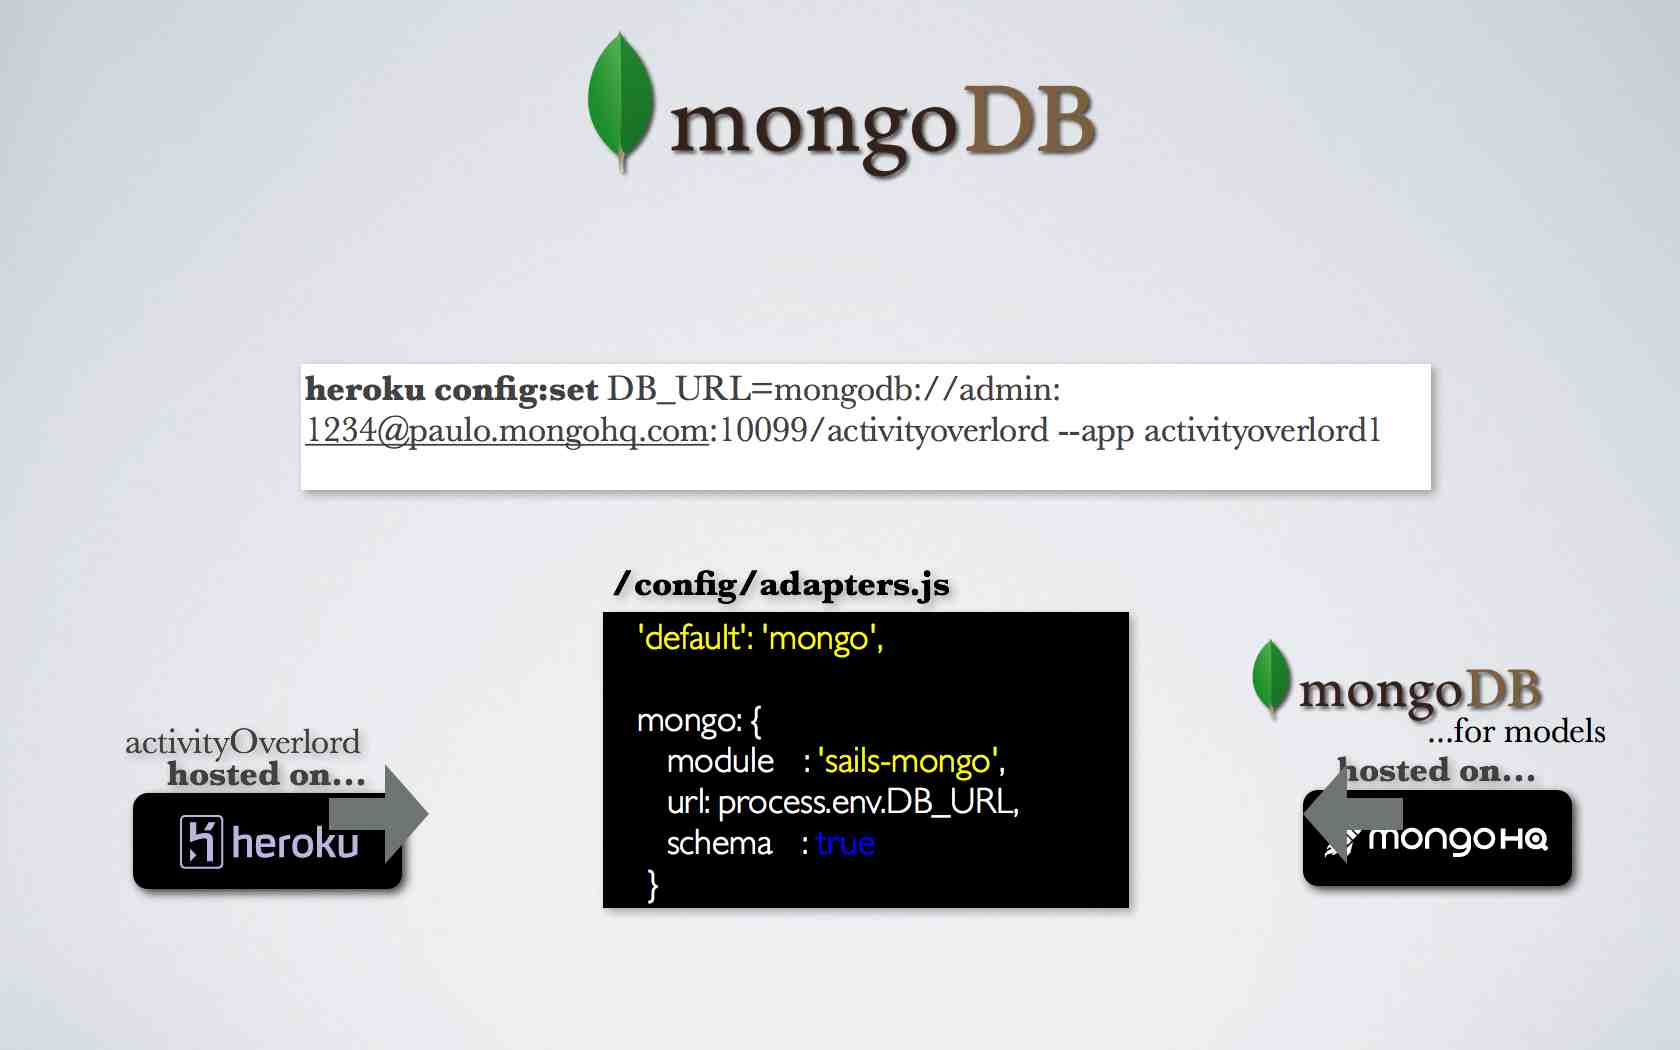 mongoDB
heroku config:set DB_URL=mongodb://admin:
1234@paulo.mongohq.com:10099/activityoverlord --app activityoverlord1
/config/adapters.js
'default': 'mongo',
mongo: {
module : 'sails-mongo',
url: process.env.DB_URL,
schema : true
}
activityOverlord
hosted on...
heroku
mongoDB
...for models
hosted on...
mongoHQ